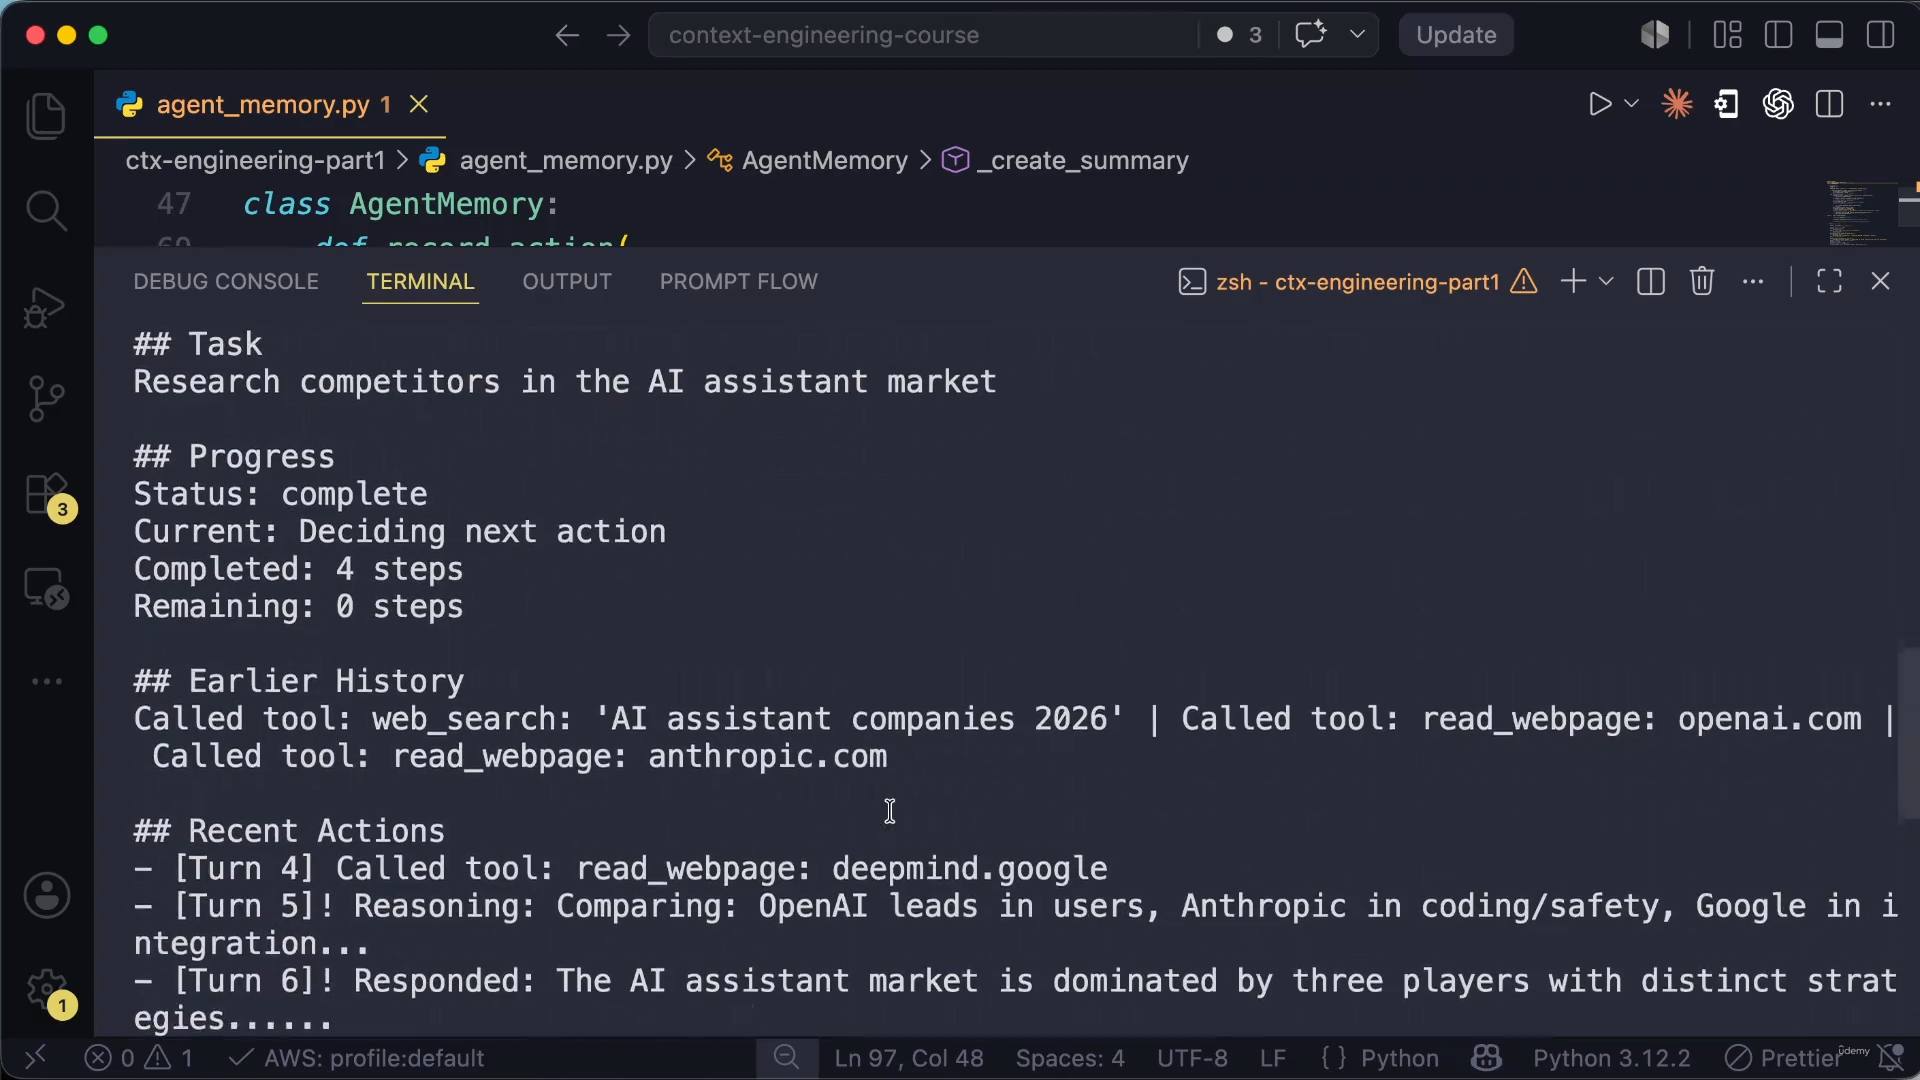 context-engineering-course
3
Update
agent_memory.py 1
ctx-engineering-part1 > agent_memory.py > AgentMemory > _create_summary
47 class AgentMemory:
60 def record_action(
DEBUG CONSOLE TERMINAL OUTPUT PROMPT FLOW zsh - ctx-engineering-part1
## Task
Research competitors in the AI assistant market
## Progress
Status: complete
Current: Deciding next action
Completed: 4 steps
Remaining: 0 steps
3
## Earlier History
Called tool: web_search: 'AI assistant companies 2026' | Called tool: read_webpage: openai.com |
Called tool: read_webpage: anthropic.com
## Recent Actions
– [Turn 4] Called tool: read_webpage: deepmind.google
– [Turn 5]! Reasoning: Comparing: OpenAI leads in users, Anthropic in coding/safety, Google in i
ntegration...
– [Turn 6]! Responded: The AI assistant market is dominated by three players with distinct strat
egies......
1
0 1 AWS: profile:default Ln 97, Col 48 Spaces: 4 UTF-8 LF { } Python Python 3.12.2 Prettier
ûdemy